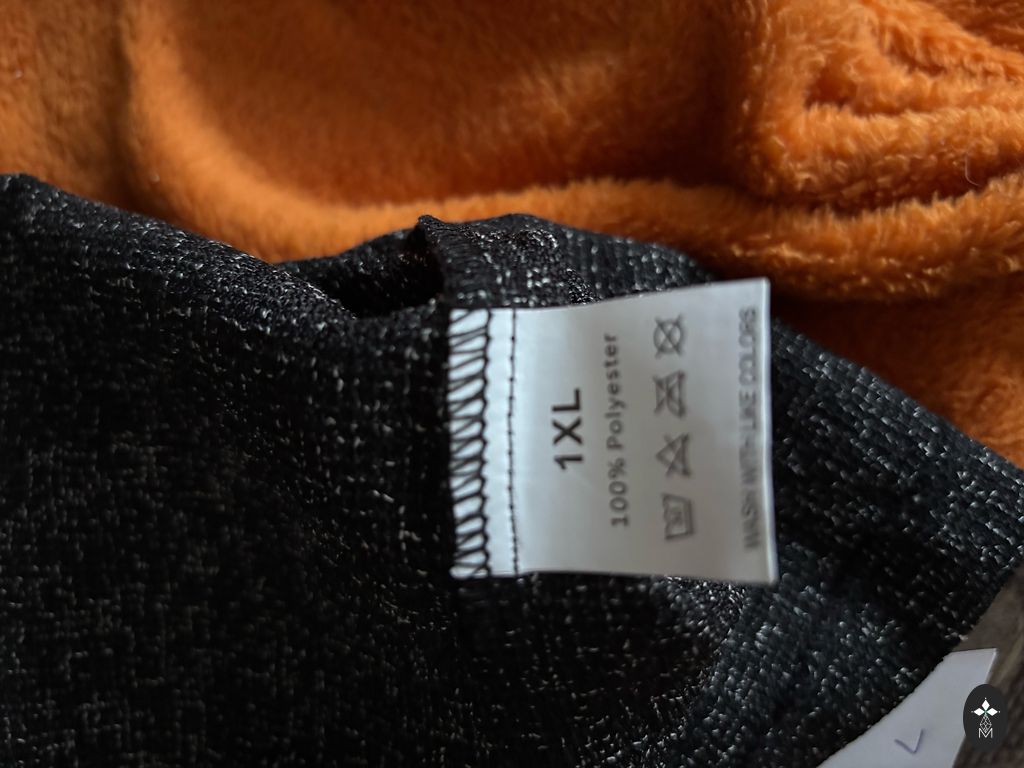 1XL
100% Polyester
WASH WITH LIKE COLORS
M